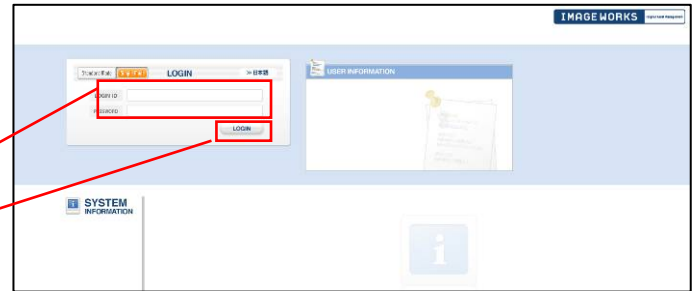 IMAGEWORKS
LOGIN
≫日本語
LOGIN ID
PASSWORD
LOGIN
USER INFORMATION
SYSTEM
INFORMATION